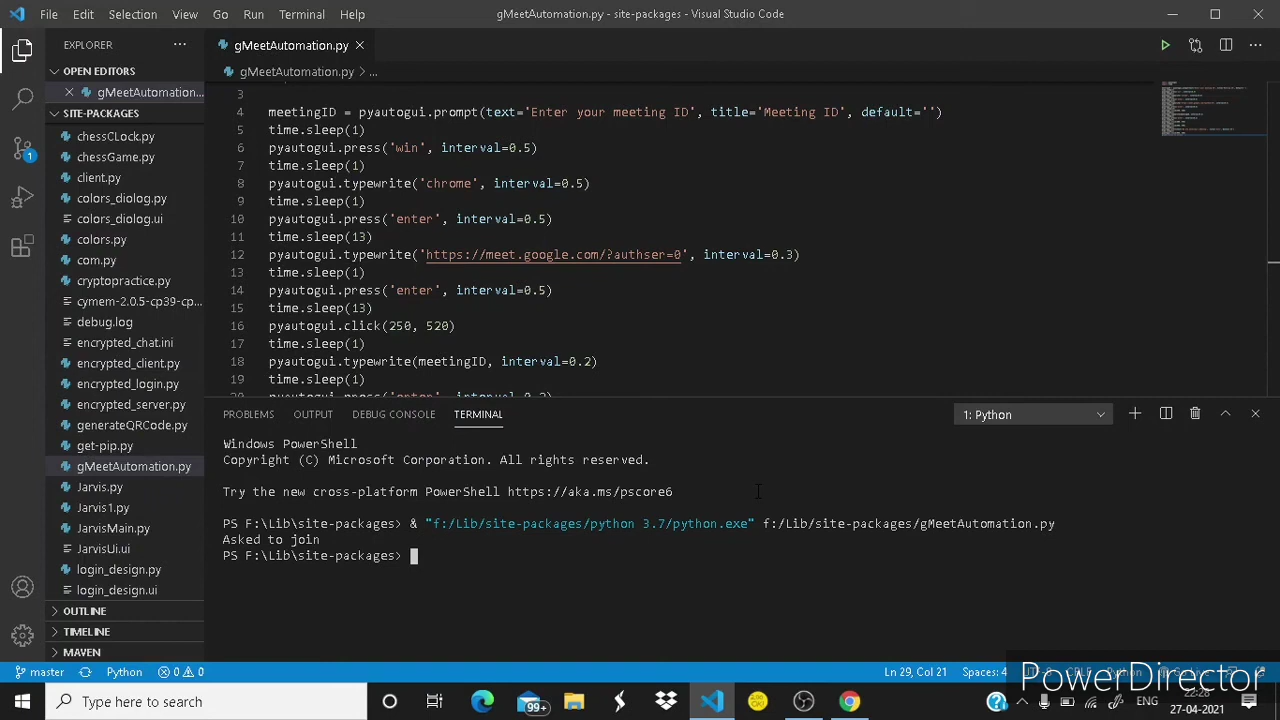 File Edit Selection View Go Run Terminal Help gMeetAutomation.py - site-packages - Visual Studio Code
EXPLORER
gMeetAutomation.py
OPEN EDITORS
gMeetAutomation.py > ...
gMeetAutomation...
SITE-PACKAGES
chessCLock.py
chessGame.py
client.py
colors_diolog.py
colors_diolog.ui
colors.py
com.py
cryptopractice.py
cymem-2.0.5-cp39-cp...
debug.log
encrypted_chat.ini
encrypted_client.py
encrypted_login.py
encrypted_server.py
generateQRCode.py
get-pip.py
gMeetAutomation.py
Jarvis.py
Jarvis1.py
JarvisMain.py
JarvisUi.ui
login_design.py
login_design.ui
OUTLINE
TIMELINE
MAVEN
3
4 meetingID = pyautogui.prompt(text='Enter your meeting ID', title='Meeting ID', default=' ')
5 time.sleep(1)
6 pyautogui.press('win', interval=0.5)
7 time.sleep(1)
8 pyautogui.typewrite('chrome', interval=0.5)
9 time.sleep(1)
10 pyautogui.press('enter', interval=0.5)
11 time.sleep(13)
12 pyautogui.typewrite('https://meet.google.com/?authser=0', interval=0.3)
13 time.sleep(1)
14 pyautogui.press('enter', interval=0.5)
15 time.sleep(13)
16 pyautogui.click(250, 520)
17 time.sleep(1)
18 pyautogui.typewrite(meetingID, interval=0.2)
19 time.sleep(1)
PROBLEMS OUTPUT DEBUG CONSOLE TERMINAL 1: Python
Windows PowerShell
Copyright (C) Microsoft Corporation. All rights reserved.
Try the new cross-platform PowerShell https://aka.ms/pscore6
PS F:\Lib\site-packages> & "f:/Lib/site-packages/python 3.7/python.exe" f:/Lib/site-packages/gMeetAutomation.py
Asked to join
PS F:\Lib\site-packages>
master Python 0 0 Ln 29, Col 21 Spaces: 4
PowerDirector
Type here to search 99+ ENG 22:28
27-04-2021